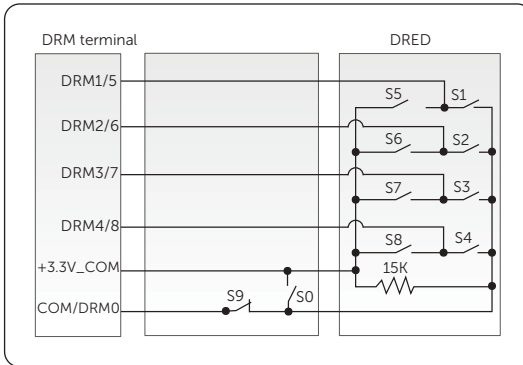 DRM terminal
DRED
DRM1/5
S5
S1
DRM2/6
S6
S2
DRM3/7
S7
S3
DRM4/8
S8
S4
+3.3V_COM
15K
S9
S0
COM/DRM0